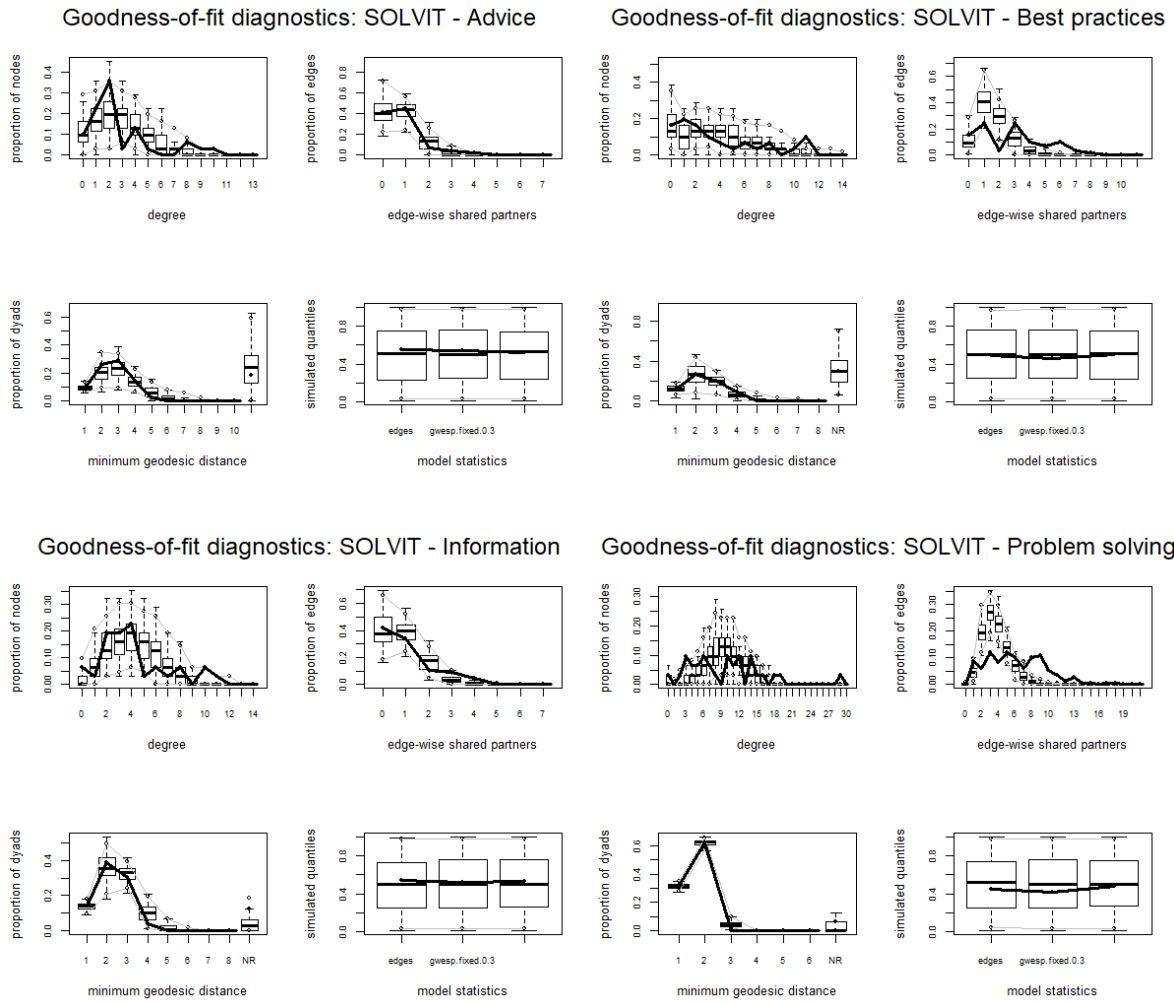 Goodness-of-fit diagnostics: SOLVIT - Advice
proportion of nodes
0.0 0.1 0.2 0.3 0.4
0 1 2 3 4 5 6 7 8 9 11 13
degree
proportion of edges
0.0 0.2 0.4 0.6 0.8
0 1 2 3 4 5 6 7
edge-wise shared partners
proportion of dyads
0.0 0.2 0.4 0.6
1 2 3 4 5 6 7 8 9 10
minimum geodesic distance
simulated quantiles
0.0 0.4 0.8
edges gwesp.fixed.0.3
model statistics
Goodness-of-fit diagnostics: SOLVIT - Best practices
proportion of nodes
0.0 0.2 0.4
0 2 4 6 8 10 12 14
degree
proportion of edges
0.0 0.2 0.4 0.6
0 1 2 3 4 5 6 7 8 9 10
edge-wise shared partners
proportion of dyads
0.0 0.2 0.4 0.6
1 2 3 4 5 6 7 8 NR
minimum geodesic distance
simulated quantiles
0.0 0.4 0.8
edges gwesp.fixed.0.3
model statistics
Goodness-of-fit diagnostics: SOLVIT - Information
proportion of nodes
0.00 0.10 0.20 0.30
0 2 4 6 8 10 12 14
degree
proportion of edges
0.0 0.2 0.4 0.6
0 1 2 3 4 5 6 7
edge-wise shared partners
proportion of dyads
0.0 0.2 0.4
1 2 3 4 5 6 7 8 NR
minimum geodesic distance
simulated quantiles
0.0 0.4 0.8
edges gwesp.fixed.0.3
model statistics
Goodness-of-fit diagnostics: SOLVIT - Problem solving
proportion of nodes
0.00 0.10 0.20 0.30
0 3 6 9 12 15 18 21 24 27 30
degree
proportion of edges
0.00 0.10 0.20 0.30
0 2 4 6 8 10 13 16 19
edge-wise shared partners
proportion of dyads
0.0 0.2 0.4 0.6
1 2 3 4 5 6 NR
minimum geodesic distance
simulated quantiles
0.0 0.4 0.8
edges gwesp.fixed.0.3
model statistics